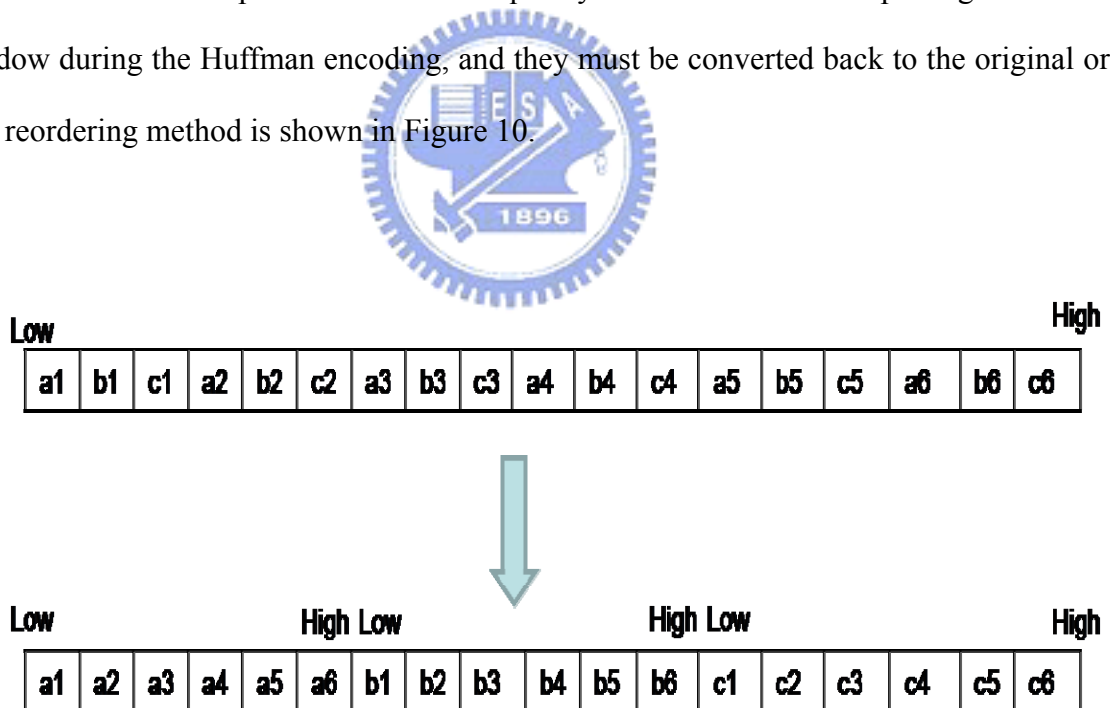 dow during the Huffman encoding, and they must be converted back to the original or
reordering method is shown in Figure 10.
E S A
1896
Low High
a1 b1 c1 a2 b2 c2 a3 b3 c3 a4 b4 c4 a5 b5 c5 a6 b6 c6
Low High Low High Low High
a1 a2 a3 a4 a5 a6 b1 b2 b3 b4 b5 b6 c1 c2 c3 c4 c5 c6